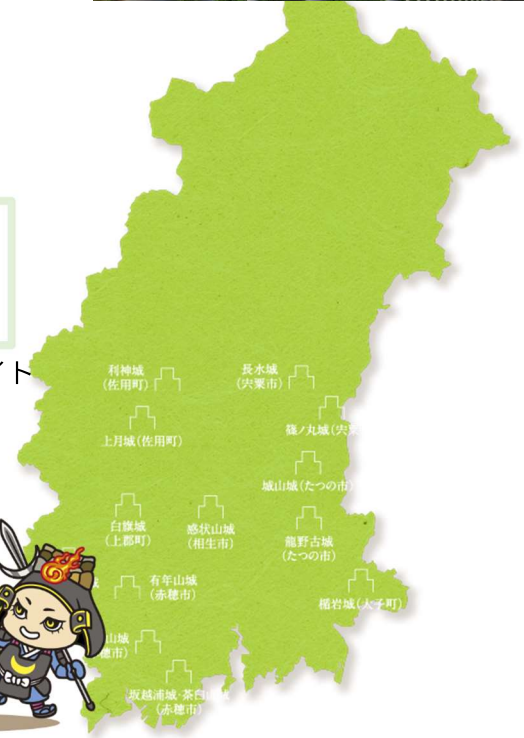 イト
利神城
(佐用町)
長水城
(宍粟市)
篠ノ丸城(宍粟
上月城(佐用町)
城山城(たつの市)
白旗城
(上郡町)
感状山城
(相生市)
龍野古城
(たつの市)
城
有年山城
(赤穂市)
楯岩城(太子町)
山城
穂市)
坂越浦城・茶臼山城
(赤穂市)